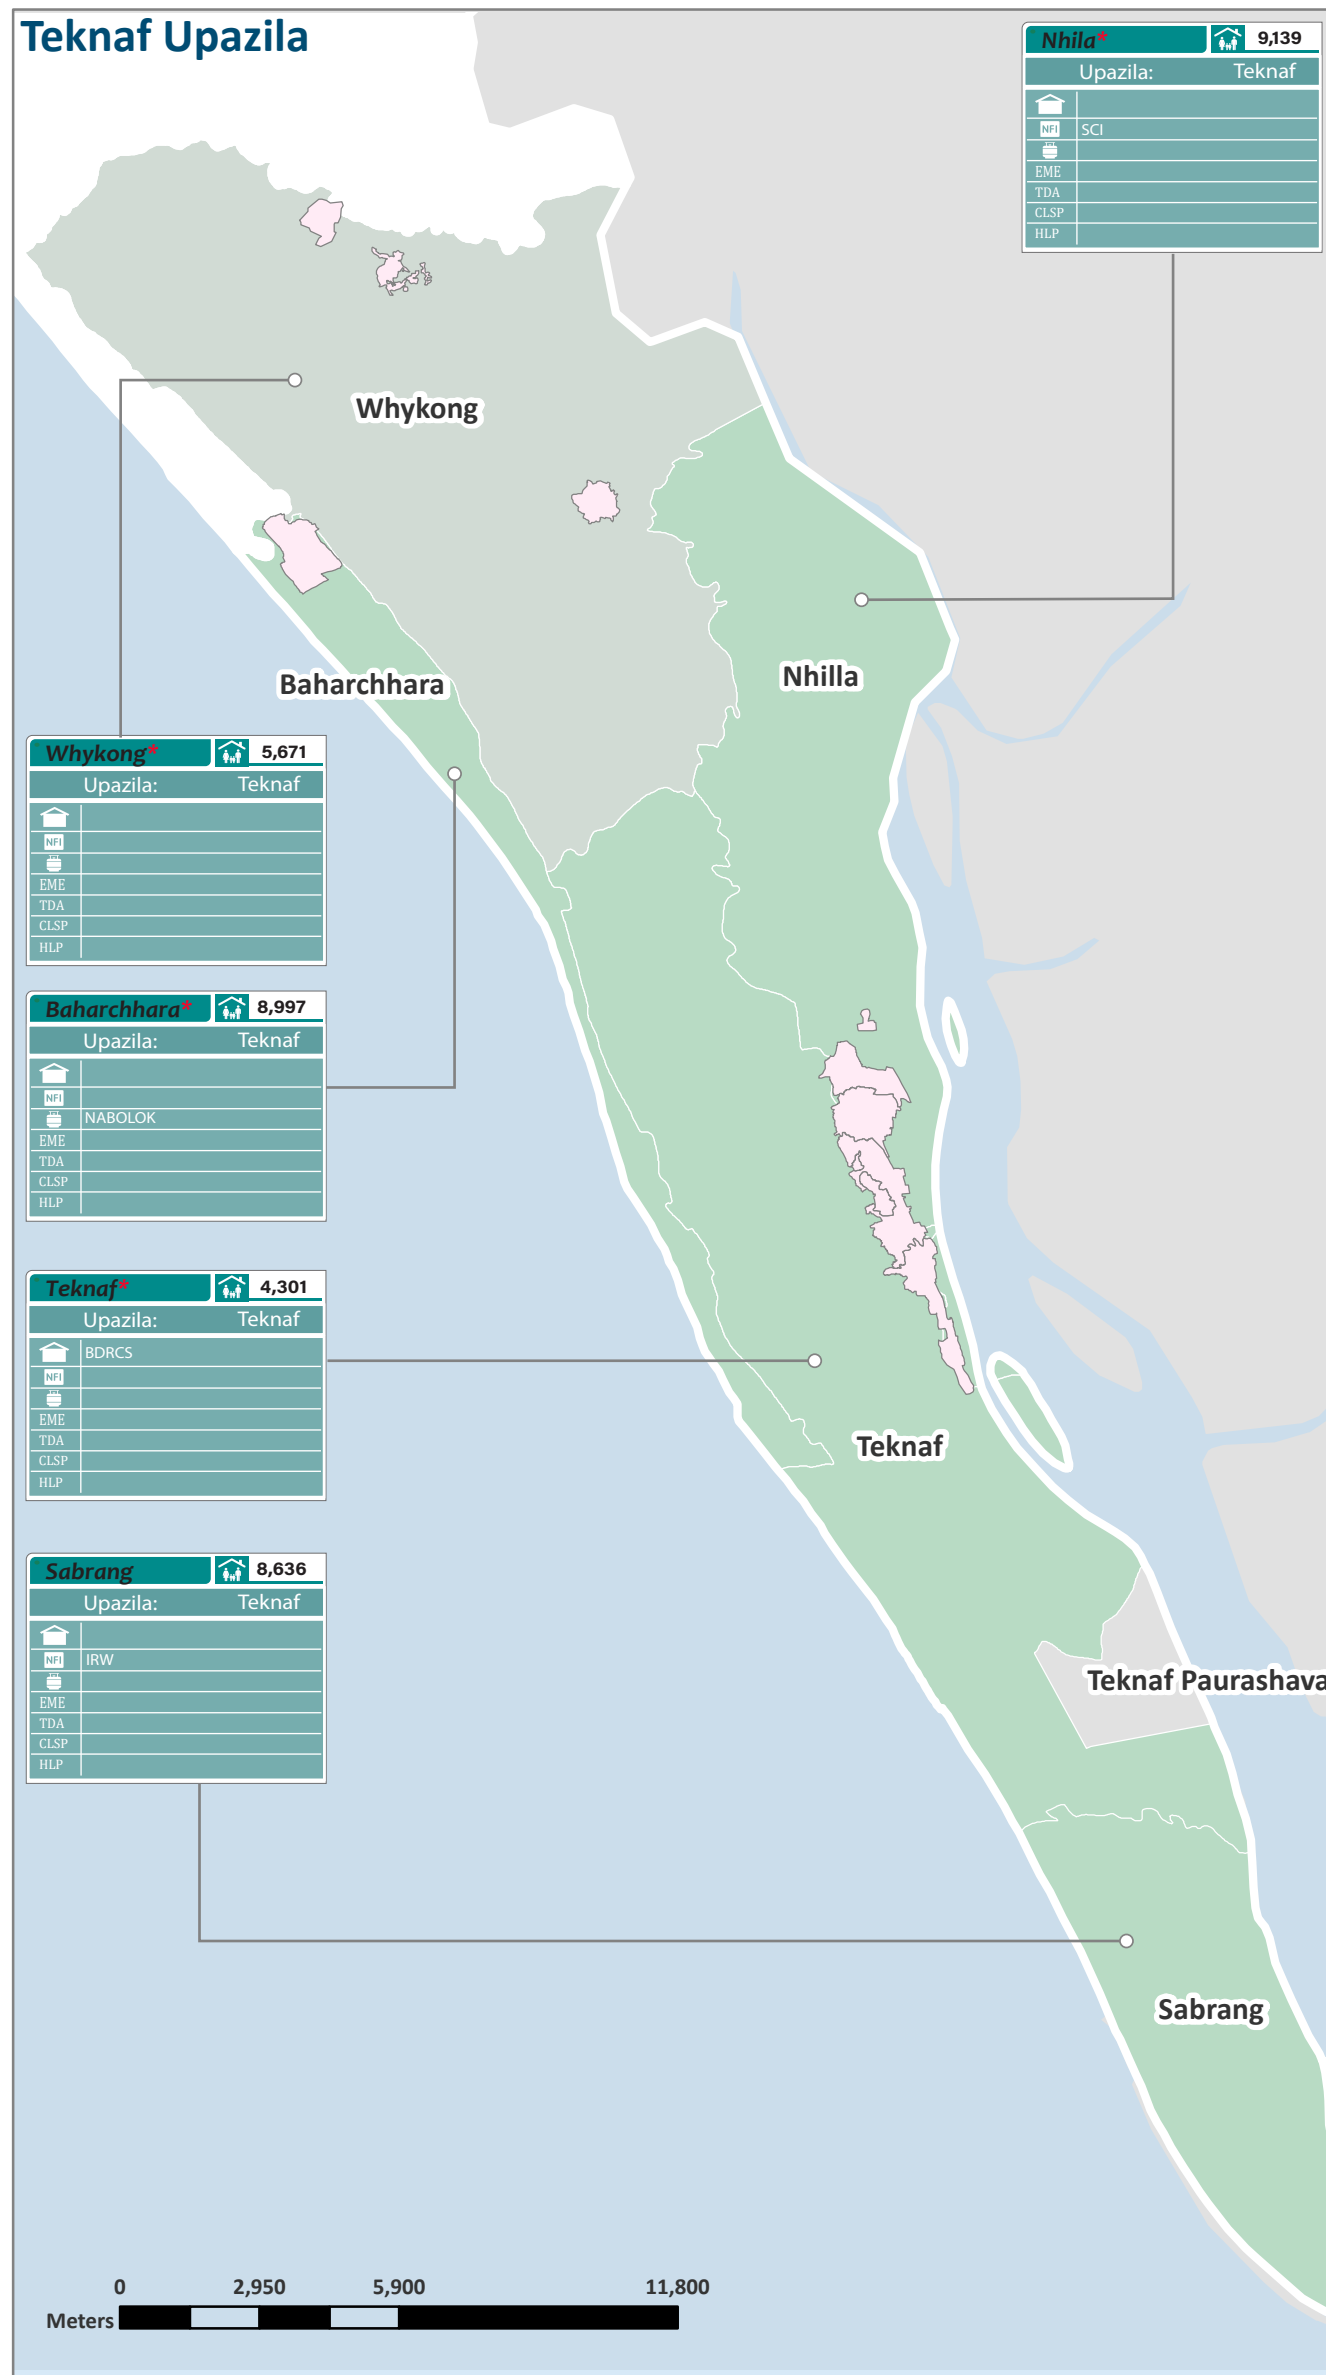 Teknaf Upazila
Nhila* 9,139
Upazila: Teknaf
NFI SCI
EME
TDA
CLSP
HLP
Whykong
Nhilla
Baharchhara
Whykong* 5,671
Upazila: Teknaf
NFI
EME
TDA
CLSP
HLP
Baharchhara* 8,997
Upazila: Teknaf
NFI
NABOLOK
EME
TDA
CLSP
HLP
Teknaf* 4,301
Upazila: Teknaf
BDRCS
NFI
EME
TDA
CLSP
HLP
Teknaf
Sabrang 8,636
Upazila: Teknaf
NFI IRW
EME
TDA
CLSP
HLP
Teknaf Paurashava
Sabrang
0 2,950 5,900 11,800
Meters